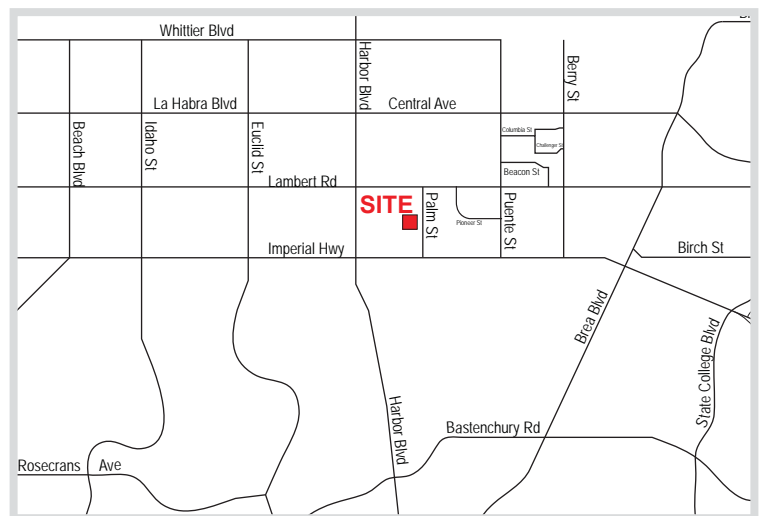 Whittier Blvd
Harbor Blvd
Berry St
La Habra Blvd
Central Ave
Beach Blvd
Idaho St
Euclid St
Columbia St
Challenger St
Beacon St
Lambert Rd
SITE
Palm St
Pioneer St
Puente St
Imperial Hwy
Birch St
Brea Blvd
State College Blvd
Harbor Blvd
Bastenchury Rd
Rosecrans Ave